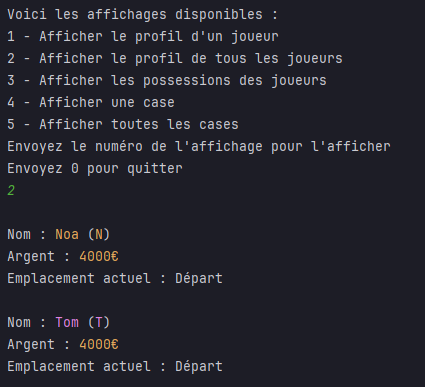 Voici les affichages disponibles :
1 - Afficher le profil d'un joueur
2 - Afficher le profil de tous les joueurs
3 - Afficher les possessions des joueurs
4 - Afficher une case
5 - Afficher toutes les cases
Envoyez le numéro de l'affichage pour l'afficher
Envoyez 0 pour quitter
2
Nom : Noa (N)
Argent : 4000€
Emplacement actuel : Départ
Nom : Tom (T)
Argent : 4000€
Emplacement actuel : Départ